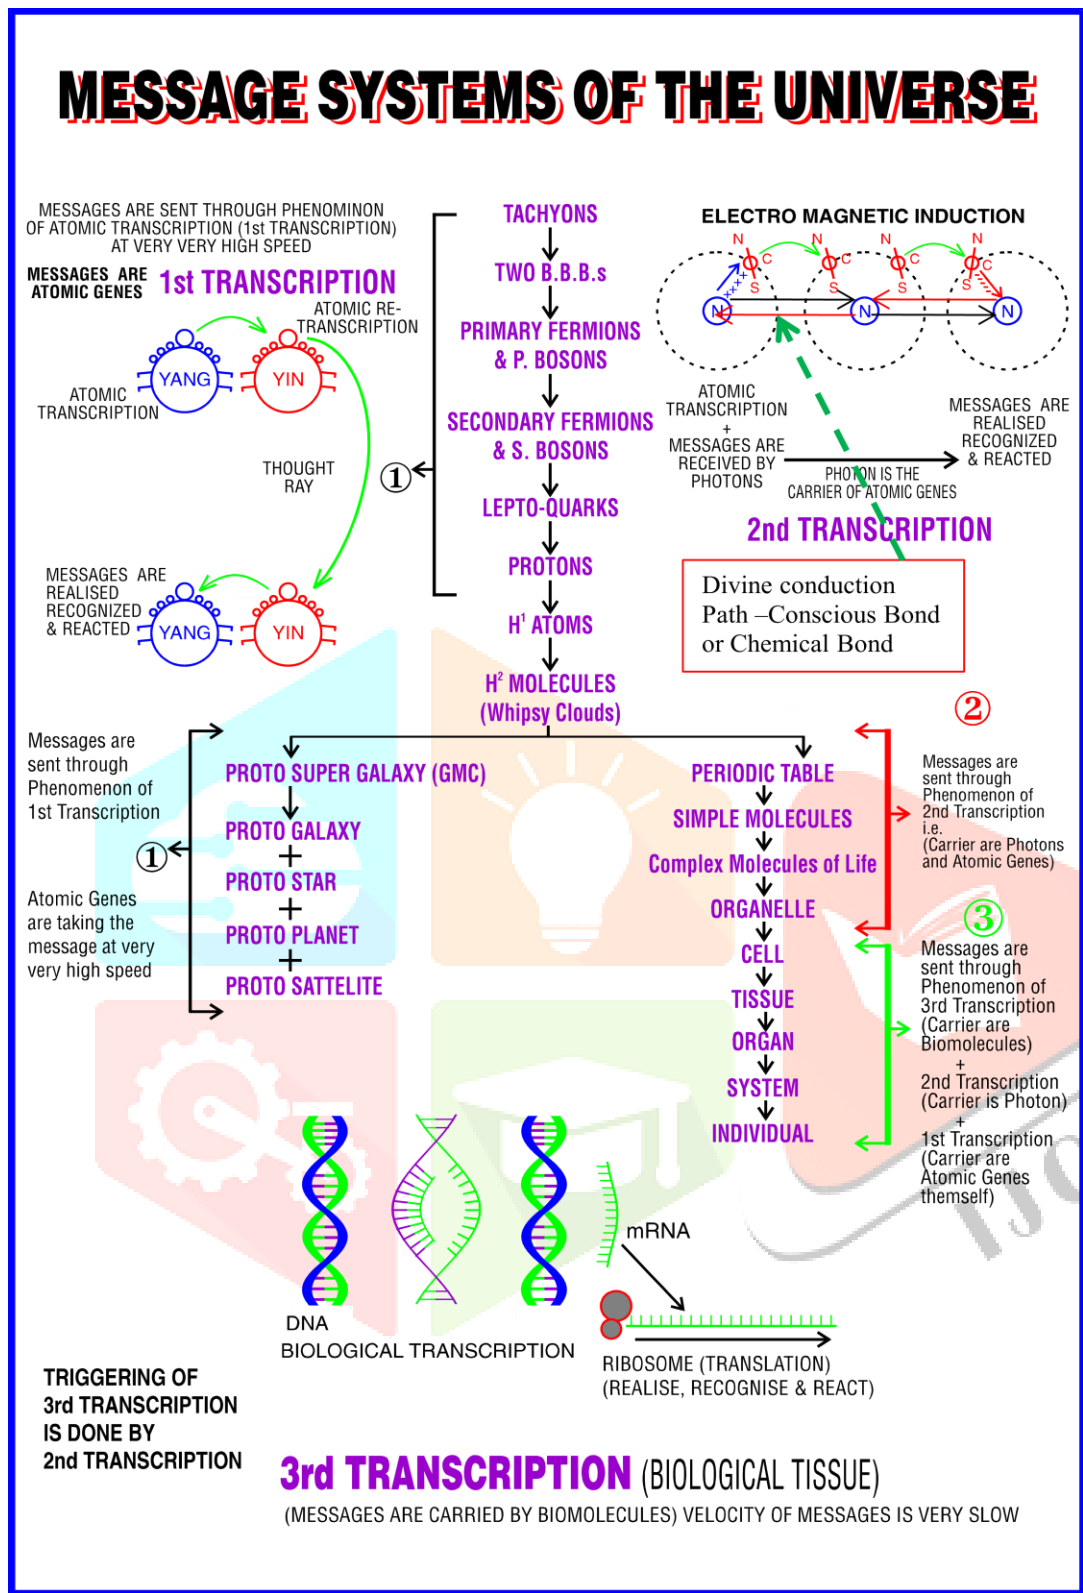 MESSAGE SYSTEMS OF THE UNIVERSE
MESSAGES ARE SENT THROUGH PHENOMINON
OF ATOMIC TRANSCRIPTION (1st TRANSCRIPTION)
AT VERY VERY HIGH SPEED
MESSAGES ARE
ATOMIC GENES
1st TRANSCRIPTION
ATOMIC RE-
TRANSCRIPTION
YANG
YIN
ATOMIC
TRANSCRIPTION
THOUGHT
RAY
MESSAGES ARE
REALISED
RECOGNIZED
& REACTED
YANG
YIN
1
TACHYONS
TWO B.B.B.s
PRIMARY FERMIONS
& P. BOSONS
SECONDARY FERMIONS
& S. BOSONS
LEPTO-QUARKS
PROTONS
H1 ATOMS
H2 MOLECULES
(Whipsy Clouds)
ELECTRO MAGNETIC INDUCTION
N N N N
C C C C
S S S S
xxxx
N N N
ATOMIC
TRANSCRIPTION
+
MESSAGES ARE
RECEIVED BY
PHOTONS
PHOTON IS THE
CARRIER OF ATOMIC GENES
MESSAGES ARE
REALISED
RECOGNIZED
& REACTED
2nd TRANSCRIPTION
Divine conduction
Path –Conscious Bond
or Chemical Bond
Messages are
sent through
Phenomenon of
1st Transcription
1
Atomic Genes
are taking the
message at very
very high speed
PROTO SUPER GALAXY (GMC)
PROTO GALAXY
+
PROTO STAR
+
PROTO PLANET
+
PROTO SATTELITE
PERIODIC TABLE
SIMPLE MOLECULES
Complex Molecules of Life
ORGANELLE
CELL
TISSUE
ORGAN
SYSTEM
INDIVIDUAL
2
Messages are
sent through
Phenomenon of
2nd Transcription
i.e.
(Carrier are Photons
and Atomic Genes)
3
Messages are
sent through
Phenomenon of
3rd Transcription
(Carrier are
Biomolecules)
+
2nd Transcription
(Carrier is Photon)
+
1st Transcription
(Carrier are
Atomic Genes
themself)
IJC
mRNA
DNA
BIOLOGICAL TRANSCRIPTION
RIBOSOME (TRANSLATION)
(REALISE, RECOGNISE & REACT)
TRIGGERING OF
3rd TRANSCRIPTION
IS DONE BY
2nd TRANSCRIPTION
3rd TRANSCRIPTION (BIOLOGICAL TISSUE)
(MESSAGES ARE CARRIED BY BIOMOLECULES) VELOCITY OF MESSAGES IS VERY SLOW